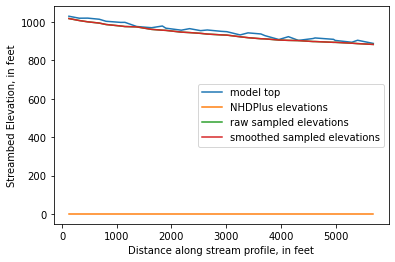 1000
800
600
400
200
0
Streambed Elevation, in feet
model top
NHDPlus elevations
raw sampled elevations
smoothed sampled elevations
0 1000 2000 3000 4000 5000
Distance along stream profile, in feet